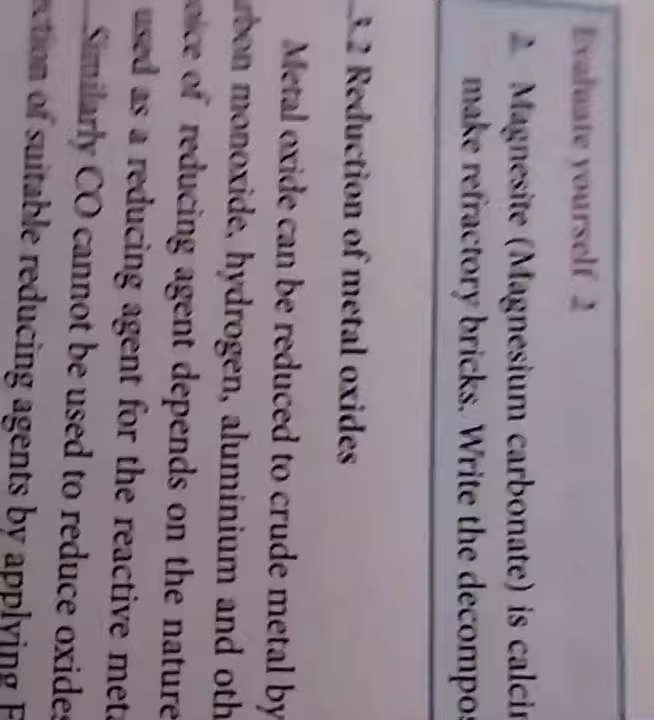 Evaluate yourself 2
2. Magnesite (Magnesium carbonate) is calci
make refractory bricks. Write the decompos
3.2 Reduction of metal oxides
Metal oxide can be reduced to crude metal by
rbon monoxide, hydrogen, aluminium and oth
oice of reducing agent depends on the nature
used as a reducing agent for the reactive meta
Similarly CO cannot be used to reduce oxides
ection of suitable reducing agents by applying E